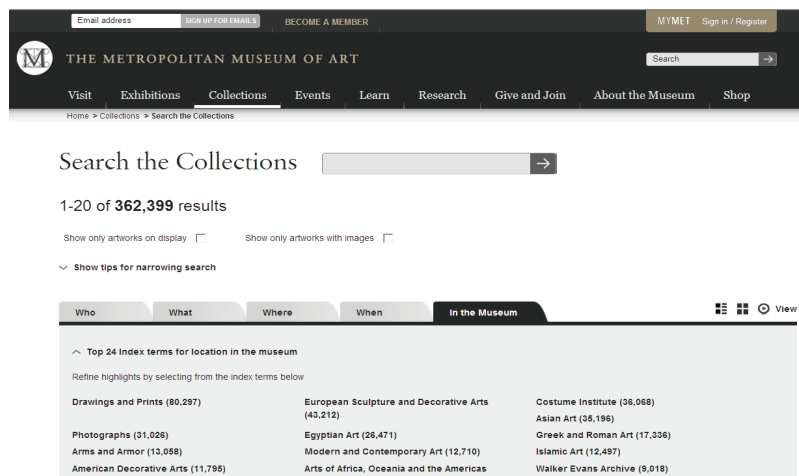 Email address SIGN UP FOR EMAILS BECOME A MEMBER MYMET Sign in / Register
M THE METROPOLITAN MUSEUM OF ART Search
Visit Exhibitions Collections Events Learn Research Give and Join About the Museum Shop
Home > Collections > Search the Collections
Search the Collections
1-20 of 362,399 results
Show only artworks on display Show only artworks with images
Show tips for narrowing search
Who What Where When In the Museum View
Top 24 Index terms for location in the museum
Refine highlights by selecting from the index terms below
Drawings and Prints (80,297) European Sculpture and Decorative Arts Costume Institute (36,068)
(43,212) Asian Art (35,196)
Photographs (31,026) Egyptian Art (26,471) Greek and Roman Art (17,336)
Arms and Armor (13,058) Modern and Contemporary Art (12,710) Islamic Art (12,497)
American Decorative Arts (11,795) Arts of Africa, Oceania and the Americas Walker Evans Archive (9,018)